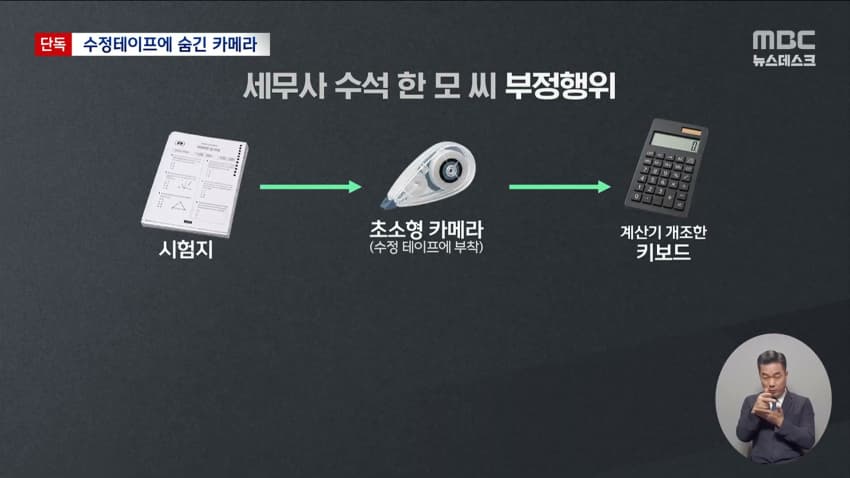 단독 수정테이프에 숨긴 카메라
MBC
뉴스데스크
세무사 수석 한 모 씨 부정행위
0
시험지
초소형 카메라
(수정 테이프에 부착)
계산기 개조한
키보드